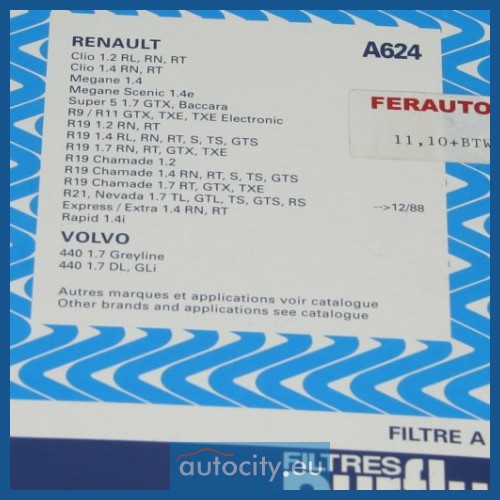 RENAULT
A624
Clio 1.2 RL, RN, RT
Clio 1.4 RN, RT
Megane 1.4
Megane Scenic 1.4e
Super 5 1.7 GTX, Baccara
R9 / R11 GTX, TXE, TXE Electronic
R19 1.2 RN, RT
R19 1.4 RL, RN, RT, S, TS, GTS
R19 1.7 RN, RT, GTX, TXE
R19 Chamade 1.2
R19 Chamade 1.4 RN, RT, S, TS, GTS
R19 Chamade 1.7 RT, GTX, TXE
R21, Nevada 1.7 TL, GTL, TS, GTS, RS -->12/88
Express / Extra 1.4 RN, RT
Rapid 1.4i
FERAUTO
11,10+BTW
VOLVO
440 1.7 Greyline
440 1.7 DL, GLi
Autres marques et applications voir catalogue
Other brands and applications see catalogue
FILTRE A
FILTRES
autocity.eu